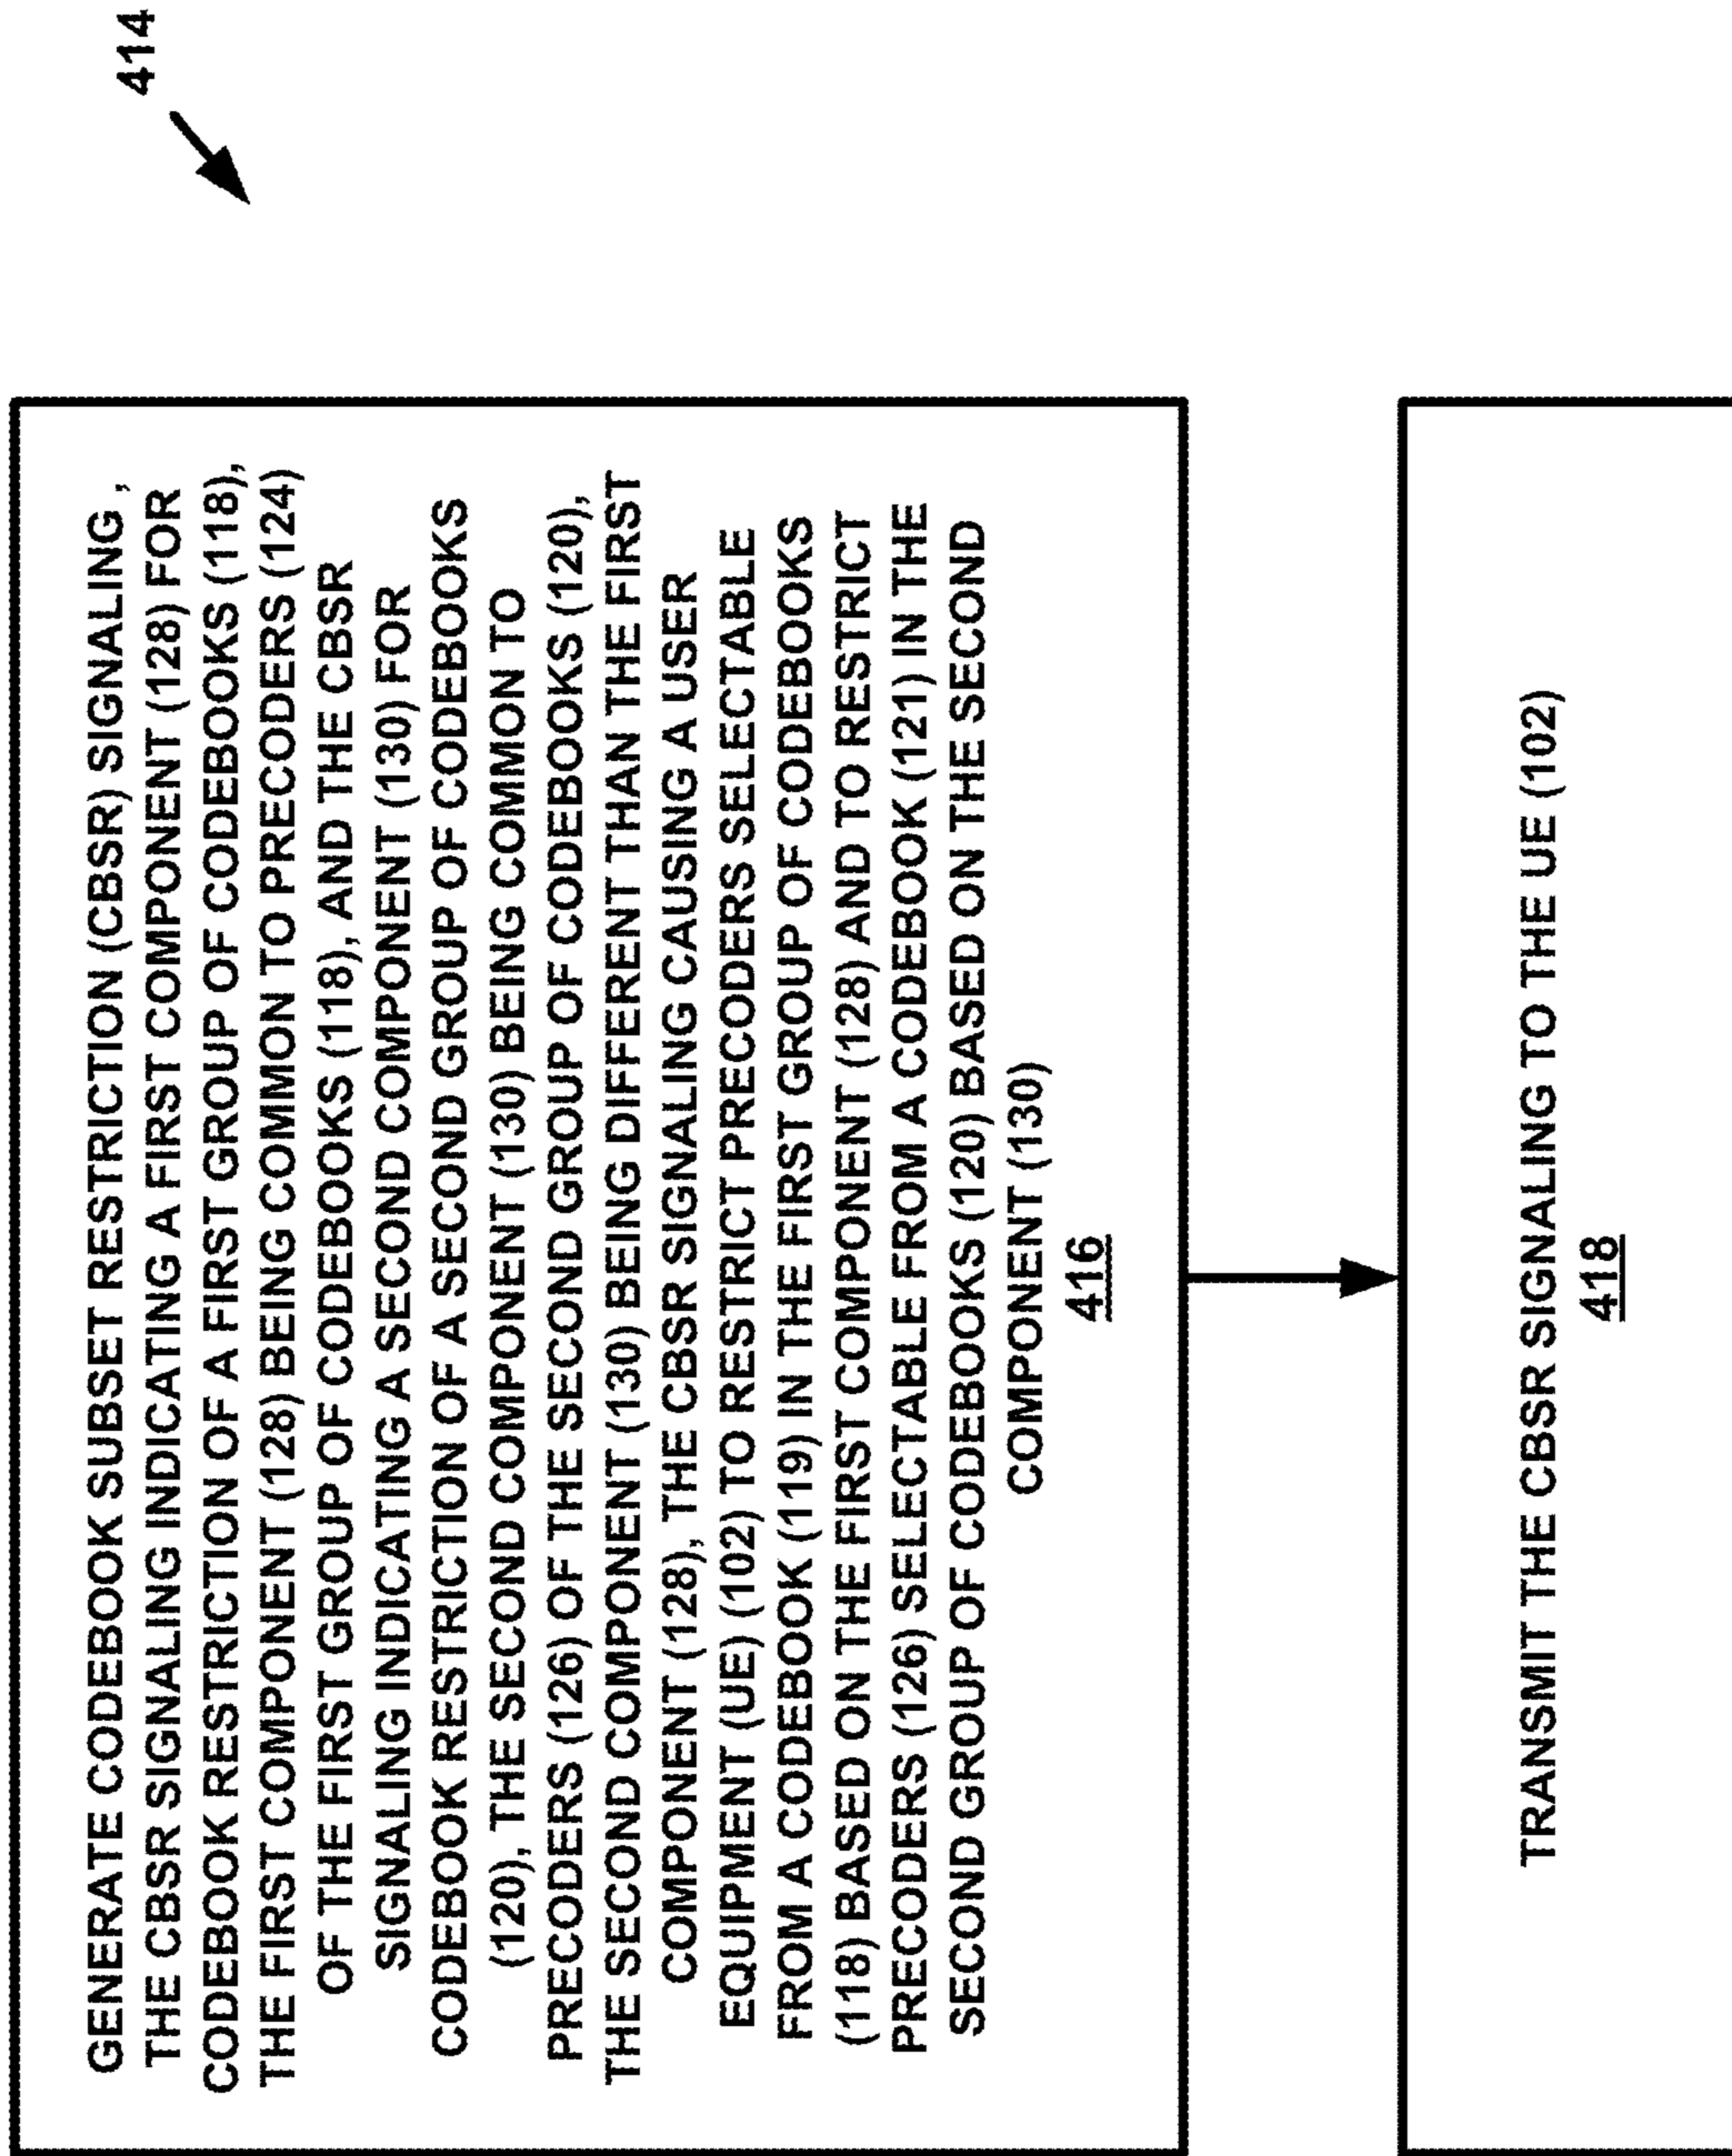 414
GENERATE CODEBOOK SUBSET RESTRICTION (CBSR) SIGNALING ,
THE CBSR SIGNALING INDICATING A FIRST COMPONENT (128) FOR
CODEBOOK RESTRICTION OF A FIRST GROUP OF CODEBOOKS (118),
THE FIRST COMPONENT (128) BEING COMMON TO PRECODERS (124)
OF THE FIRST GROUP OF CODEBOOKS (118), AND THE CBSR
SIGNALING INDICATING A SECOND COMPONENT (130) FOR
CODEBOOK RESTRICTION OF A SECOND GROUP OF CODEBOOKS
(120), THE SECOND COMPONENT (130) BEING COMMON TO
PRECODERS (126) OF THE SECOND GROUP OF CODEBOOKS (120),
THE SECOND COMPONENT (130) BEING DIFFERENT THAN THE FIRST
COMPONENT (128), THE CBSR SIGNALING CAUSING A USER
EQUIPMENT (UE) (102) TO RESTRICT PRECODERS SELECTABLE
FROM A CODEBOOK (119) IN THE FIRST GROUP OF CODEBOOKS
(118) BASED ON THE FIRST COMPONENT (128) AND TO RESTRICT
PRECODERS (126) SELECTABLE FROM A CODEBOOK (121) IN THE
SECOND GROUP OF CODEBOOKS (120) BASED ON THE SECOND
COMPONENT (130)
416
TRANSMIT THE CBSR SIGNALING TO THE UE (102)
418